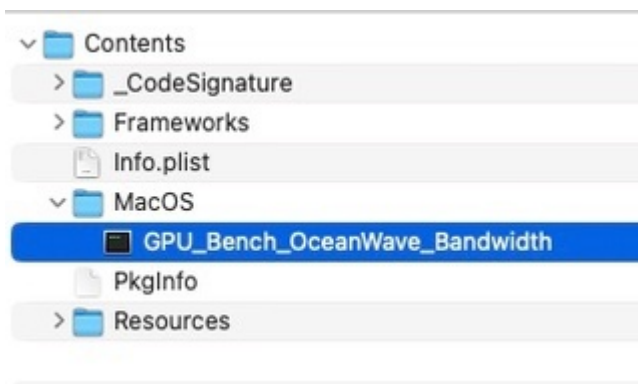 Contents
_CodeSignature
Frameworks
Info.plist
MacOS
GPU_Bench_OceanWave_Bandwidth
PkgInfo
Resources